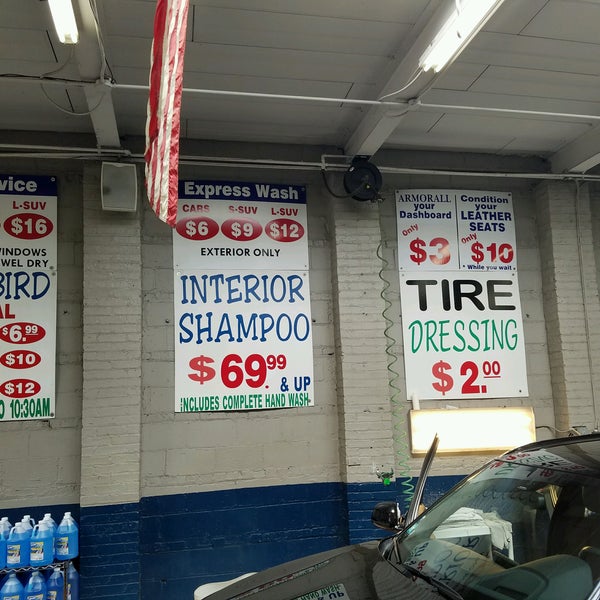 vice
L-SUV
$16
WINDOWS
WEL DRY
BIRD
AL
$6.99
$10
$12
O 10:30AM.
Express Wash
CARS S-SUV L-SUV
$6 $9 $12
EXTERIOR ONLY
INTERIOR
SHAMPOO
$69.99
& UP
INCLUDES COMPLETE HAND WASH
ARMORALL
your
Dashboard
Only
$3
Condition
your
LEATHER
SEATS
Only
$10
* While you wait
TIRE
DRESSING
$2.00